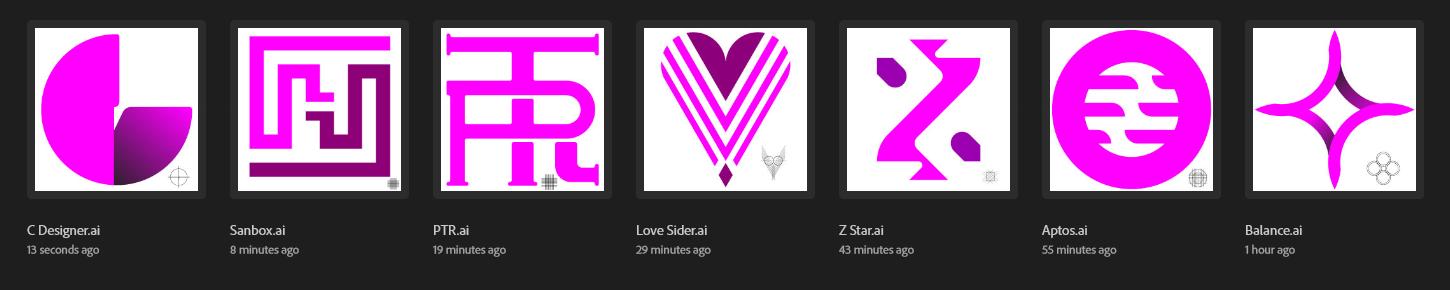 C Designer.ai
13 seconds ago
Sanbox.ai
8 minutes ago
PTR.ai
19 minutes ago
Love Sider.ai
29 minutes ago
Z Star.ai
43 minutes ago
Aptos.ai
55 minutes ago
Balance.ai
1 hour ago